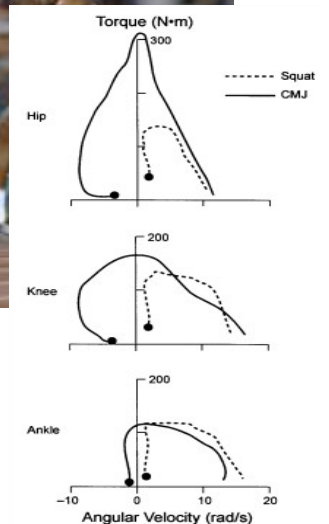 Torque (N•m)
300
Squat
CMJ
Hip
200
Knee
200
Ankle
-10 0 10 20
Angular Velocity (rad/s)